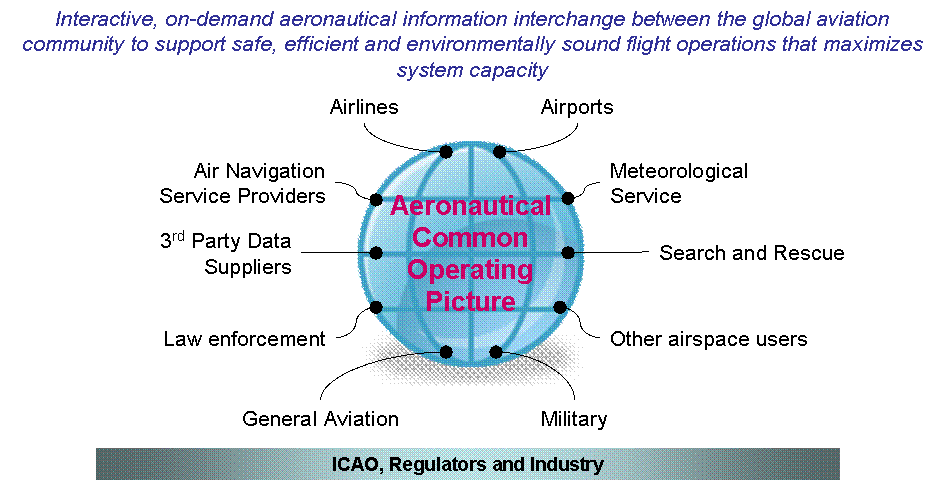 Interactive, on-demand aeronautical information interchange between the global aviation
community to support safe, efficient and environmentally sound flight operations that maximizes
system capacity
Airlines
Airports
Air Navigation
Service Providers
Meteorological
Service
Aeronautical
Common
Operating
Picture
3rd Party Data
Suppliers
Search and Rescue
Law enforcement
Other airspace users
General Aviation
Military
ICAO, Regulators and Industry